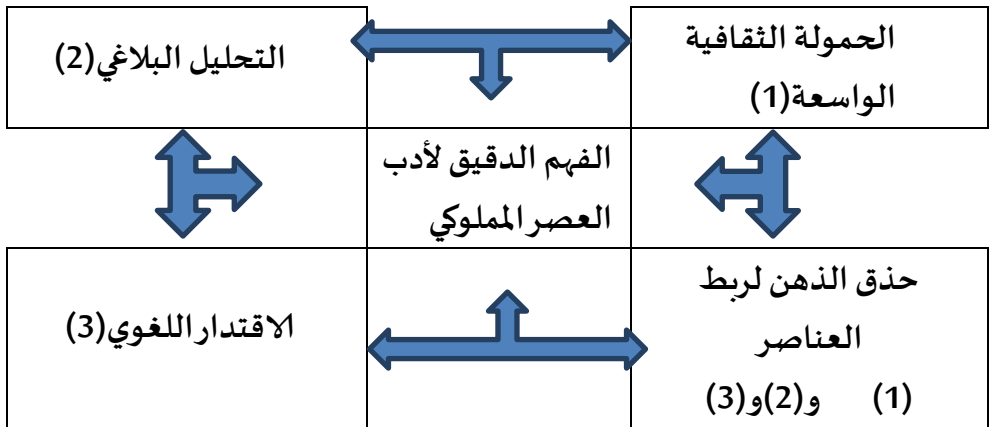 الحمولة الثقافية
الواسعة(1)
التحليل البلاغي(2)
الفهم الدقيق لأدب
العصر المملوكي
حذق الذهن لربط
العناصر
(1) و(2)و(3)
الاقتدار اللغوي(3)